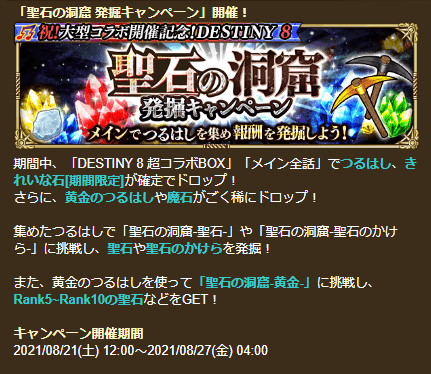 「聖石の洞窟 発掘キャンペーン」開催！
祝！大型コラボ開催記念！DESTINY 8
聖石の洞窟
発掘キャンペーン
メインでつるはしを集め報酬を発掘しよう！
期間中、「DESTINY 8 超コラボBOX」「メイン全話」でつるはし、き
れいな石[期間限定]が確定でドロップ！
さらに、黄金のつるはしや魔石がごく稀にドロップ！
集めたつるはしで「聖石の洞窟-聖石-」や「聖石の洞窟-聖石のかけ
ら-」に挑戦し、聖石や聖石のかけらを発掘！
また、黄金のつるはしを使って「聖石の洞窟-黄金-」に挑戦し、
Rank5~Rank10の聖石などをGET！
キャンペーン開催期間
2021/08/21(土) 12:00～2021/08/27(金) 04:00